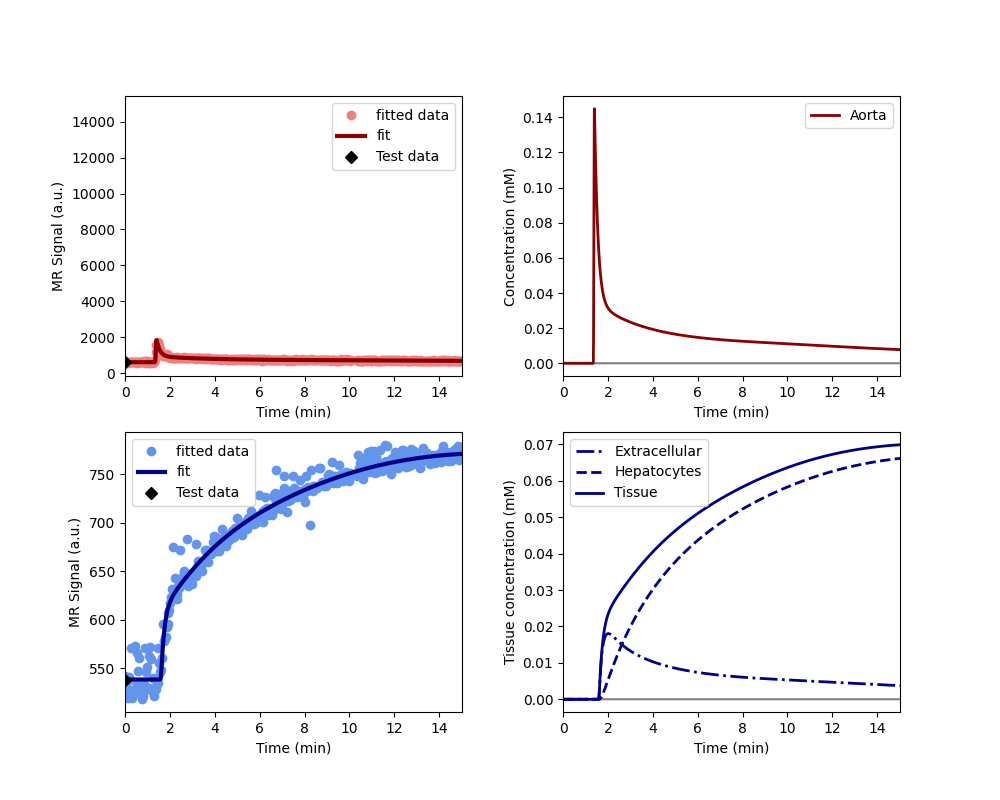 MR Signal (a.u.)
14000
12000
10000
8000
6000
4000
2000
0
fitted data
fit
Test data
0 2 4 6 8 10 12 14
Time (min)
Concentration (mM)
0.14
0.12
0.10
0.08
0.06
0.04
0.02
0.00
Aorta
0 2 4 6 8 10 12 14
Time (min)
MR Signal (a.u.)
750
700
650
600
550
fitted data
fit
Test data
0 2 4 6 8 10 12 14
Time (min)
Tissue concentration (mM)
0.07
0.06
0.05
0.04
0.03
0.02
0.01
0.00
Extracellular
Hepatocytes
Tissue
0 2 4 6 8 10 12 14
Time (min)